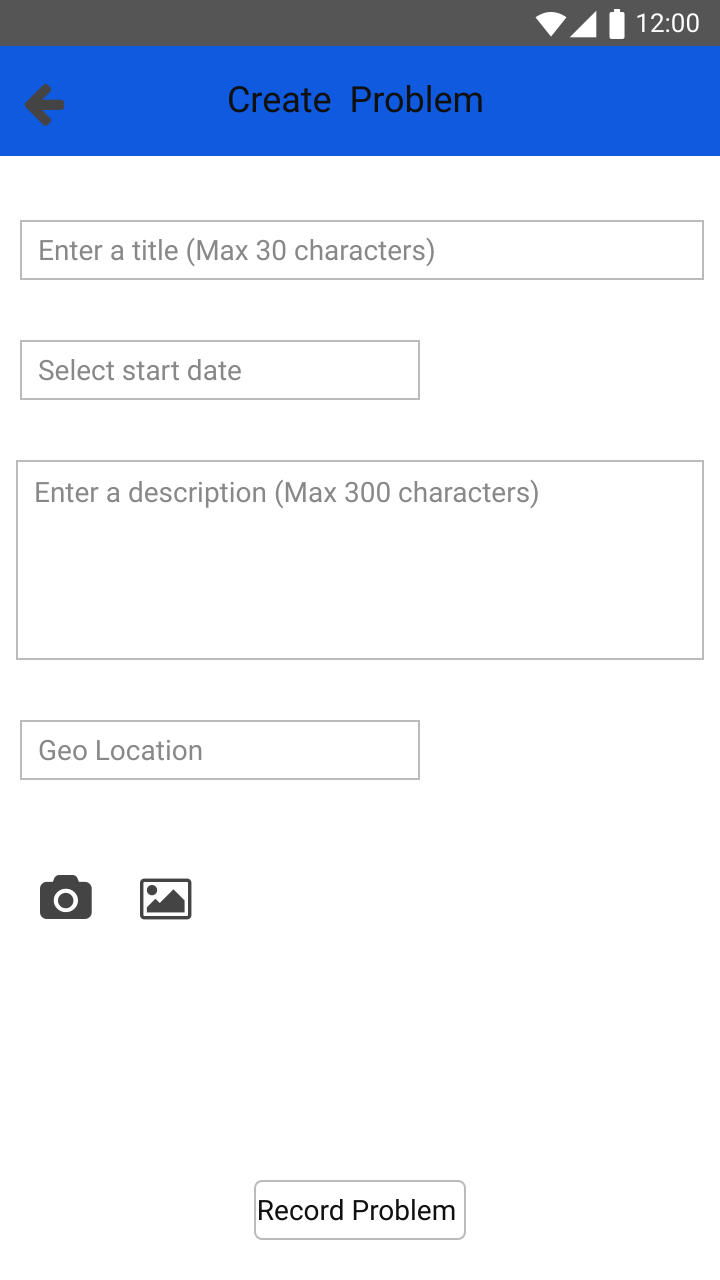 12:00
Create Problem
Enter a title (Max 30 characters)
Select start date
Enter a description (Max 300 characters)
Geo Location
Record Problem